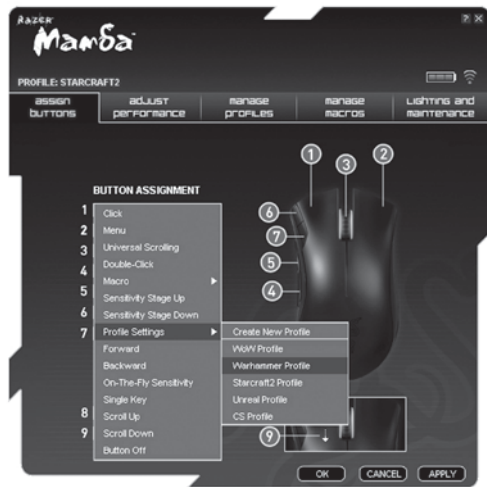 RAZER
Mamba
? X
PROFILE: STARCRAFT2
assign buttons
adjust performance
manage profiles
manage macros
Lighting and maintenance
1
3
2
6
7
5
4
9
BUTTON ASSIGNMENT
1 Click
2 Menu
3 Universal Scrolling
Double-Click
4 Macro
5 Sensitivity Stage Up
6 Sensitivity Stage Down
7 Profile Settings
Forward
Backward
On-The-Fly Sensitivity
Single Key
8 Scroll Up
9 Scroll Down
Button Off
Create New Profile
WoW Profile
Warhammer Profile
Starcraft2 Profile
Unreal Profile
CS Profile
OK CANCEL APPLY